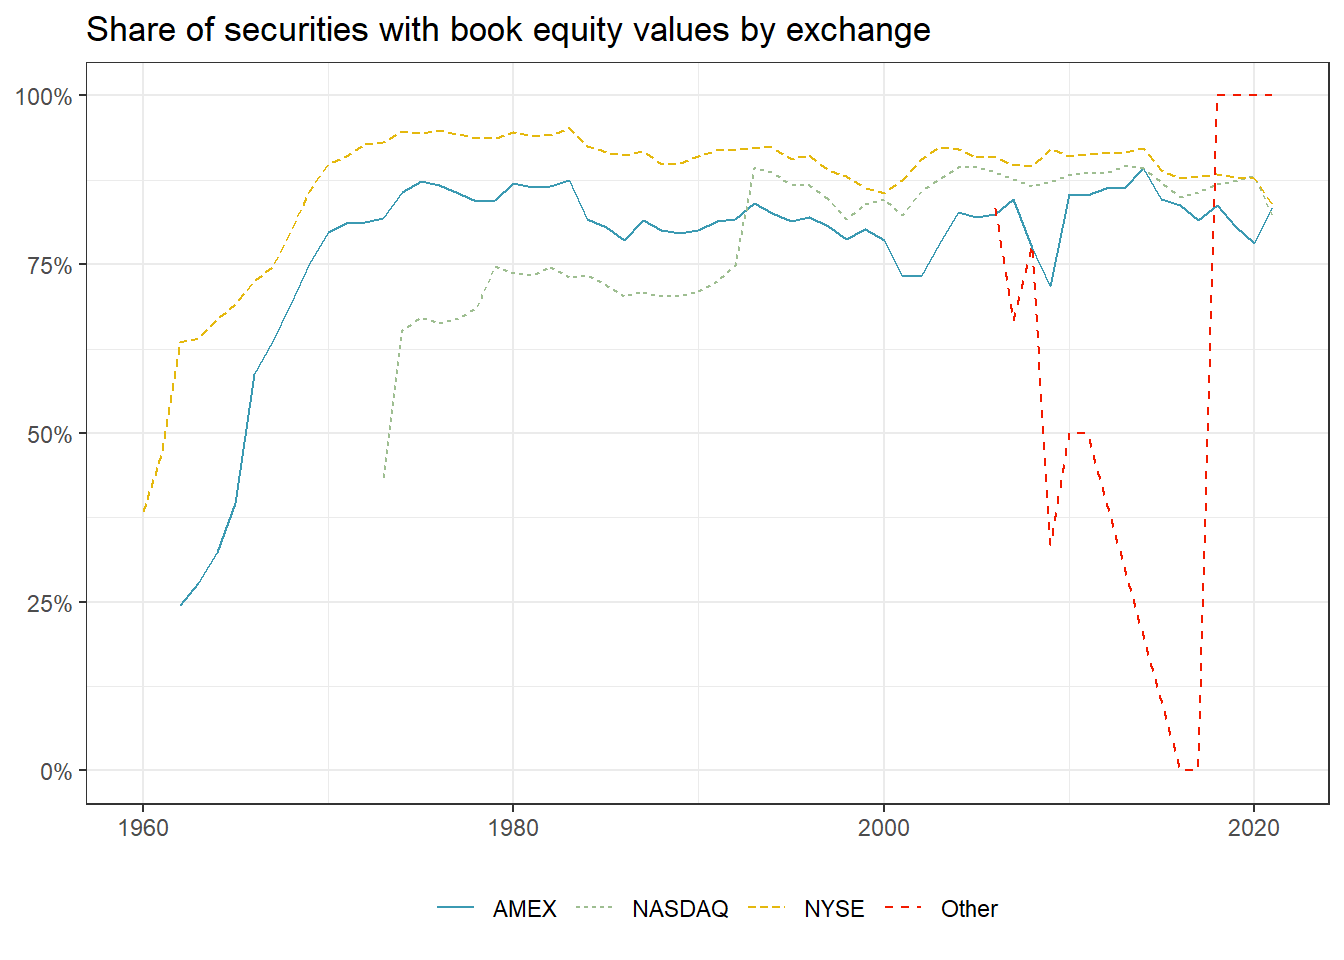 Share of securities with book equity values by exchange
100%
75%
50%
25%
0%
1960 1980 2000 2020
AMEX NASDAQ NYSE Other